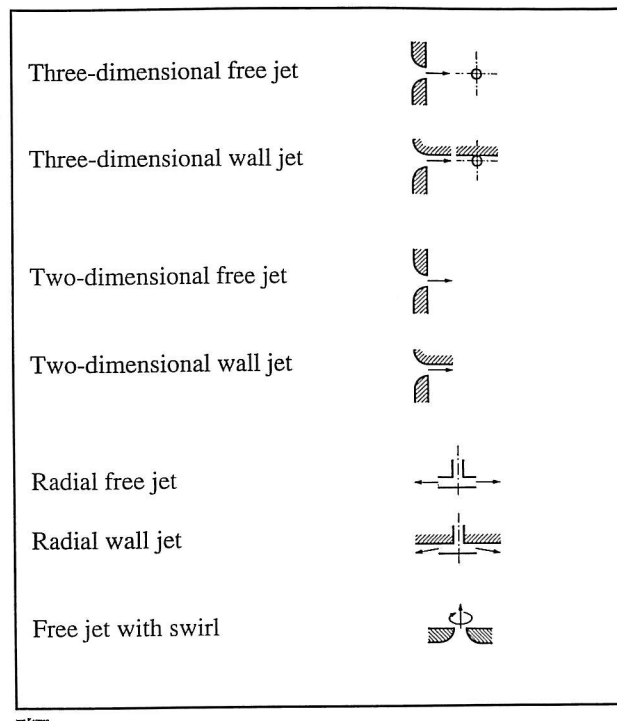 Three-dimensional free jet
Three-dimensional wall jet
Two-dimensional free jet
Two-dimensional wall jet
Radial free jet
Radial wall jet
Free jet with swirl